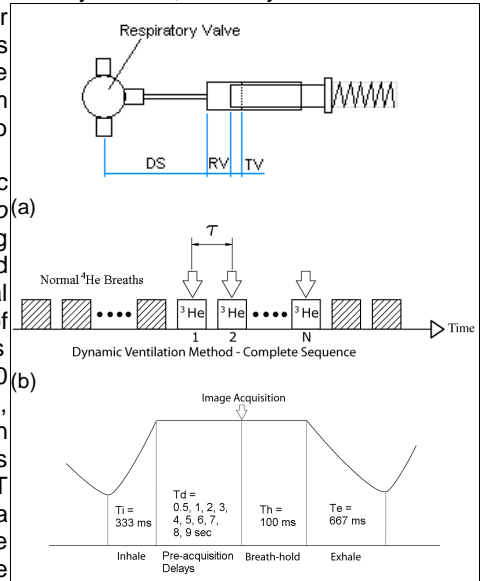 Respiratory Valve
DS
RV
TV
(a)
τ
Normal ⁴He Breaths
³He
³He
³He
1
2
N
Time
Dynamic Ventilation Method - Complete Sequence
(b)
Image Acquisition
Ti =
333 ms
Td =
0.5, 1, 2, 3,
4, 5, 6, 7,
8, 9 sec
Th =
100 ms
Te =
667 ms
Inhale
Pre-acquisition
Delays
Breath-hold
Exhale